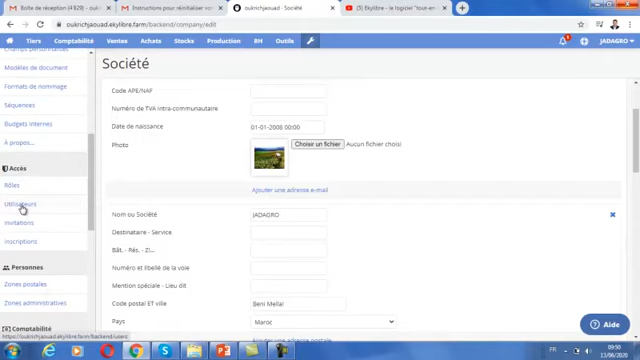 Boîte de réception (4 829)
Instructions pour réinitialiser vo
oukrichjaouad - Société
Ekylibre - le logiciel "tout-en-
oukrichjaouad.ekylibre.farm/backend/company/edit
Tiers
Comptabilité
Ventes
Achats
Stocks
Production
RH
Outils
JADAGRO
Champs personnalisés
Modèles de document
Formats de nommage
Séquences
Budgets internes
À propos...
Accès
Rôles
Utilisateurs
Invitations
Inscriptions
Personnes
Zones postales
Zones administratives
Comptabilité
https://oukrichjaouad.ekylibre.farm/backend/users
Société
Code APE/NAF
Numéro de TVA intra-communautaire
Date de naissance
01-01-2008 00:00
Photo
Choisir un fichier
Aucun fichier choisi
Ajouter une adresse e-mail
Nom ou Société
JADAGRO
Destinataire - Service
Bât. - Rés. - ZI...
Numéro et libellé de la voie
Mention spéciale - Lieu dit
Code postal ET ville
Beni Mellal
Pays
Maroc
Ajouter une adresse postale
Aide
FR
09:50
13/06/2020